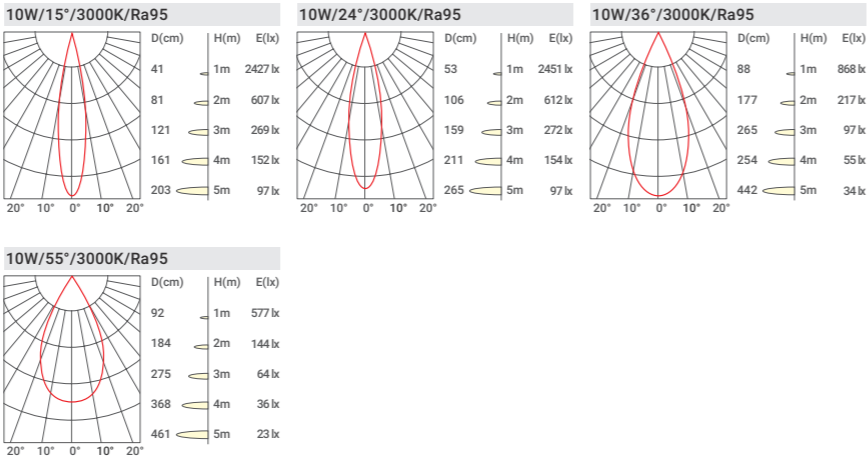 10W/15°/3000K/Ra95
D(cm) H(m) E(lx)
41 1m 2427 lx
81 2m 607 lx
121 3m 269 lx
161 4m 152 lx
203 5m 97 lx
20° 10° 0° 10° 20°
10W/24°/3000K/Ra95
D(cm) H(m) E(lx)
53 1m 2451 lx
106 2m 612 lx
159 3m 272 lx
211 4m 154 lx
265 5m 97 lx
20° 10° 0° 10° 20°
10W/36°/3000K/Ra95
D(cm) H(m) E(lx)
88 1m 868 lx
177 2m 217 lx
265 3m 97 lx
254 4m 55 lx
442 5m 34 lx
20° 10° 0° 10° 20°
10W/55°/3000K/Ra95
D(cm) H(m) E(lx)
92 1m 577 lx
184 2m 144 lx
275 3m 64 lx
368 4m 36 lx
461 5m 23 lx
20° 10° 0° 10° 20°